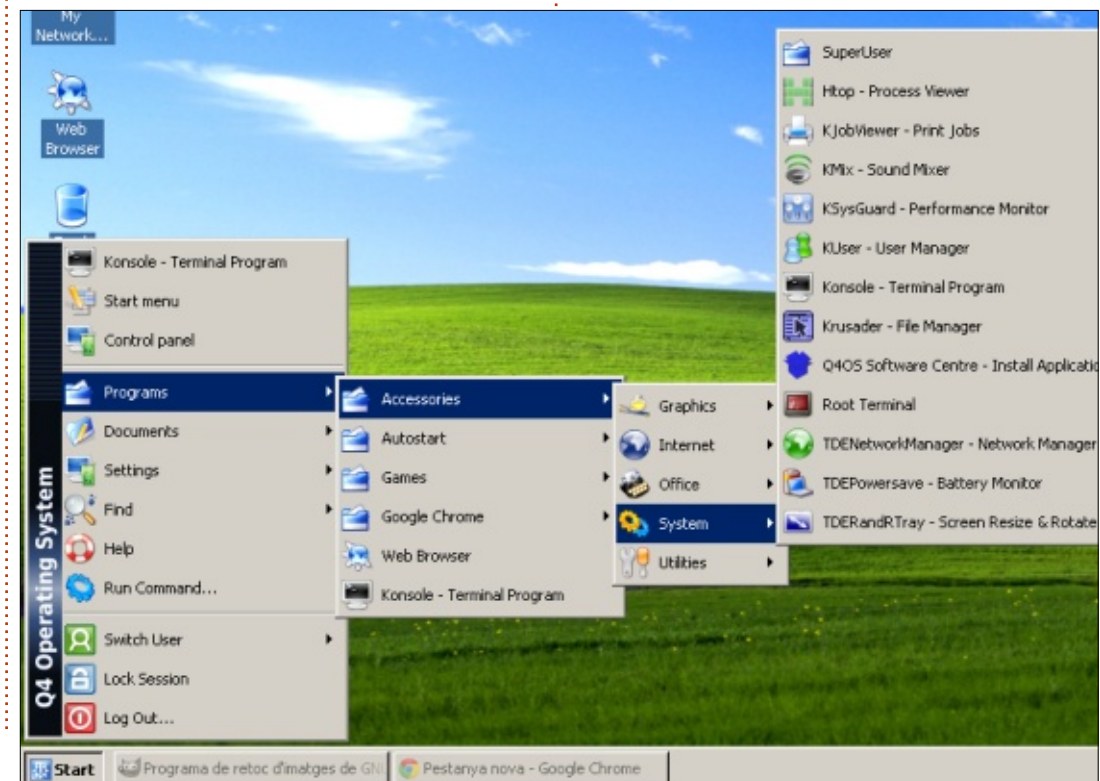 My
Network...
Web
Browser
Q4 Operating System
Konsole - Terminal Program
Start menu
Control panel
Programs
Documents
Settings
Find
Help
Run Command...
Switch User
Lock Session
Log Out...
Accessories
Autostart
Games
Google Chrome
Web Browser
Konsole - Terminal Program
Graphics
Internet
Office
System
Utilities
SuperUser
Htop - Process Viewer
KJobViewer - Print Jobs
KMix - Sound Mixer
KSysGuard - Performance Monitor
KUser - User Manager
Konsole - Terminal Program
Krusader - File Manager
Q4OS Software Centre - Install Applicatio
Root Terminal
TDENetworkManager - Network Manager
TDEPowersave - Battery Monitor
TDERandRTray - Screen Resize & Rotate
Start
Programa de retoc d'imatges de GN
Pestanya nova - Google Chrome